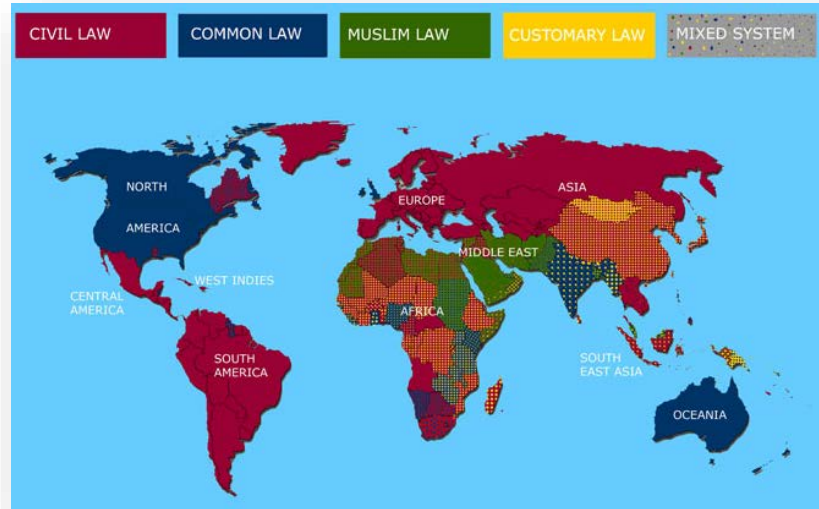 CIVIL LAW
COMMON LAW
MUSLIM LAW
CUSTOMARY LAW
MIXED SYSTEM
NORTH
AMERICA
EUROPE
ASIA
MIDDLE EAST
WEST INDIES
CENTRAL
AMERICA
AFRICA
SOUTH
AMERICA
SOUTH
EAST ASIA
OCEANIA